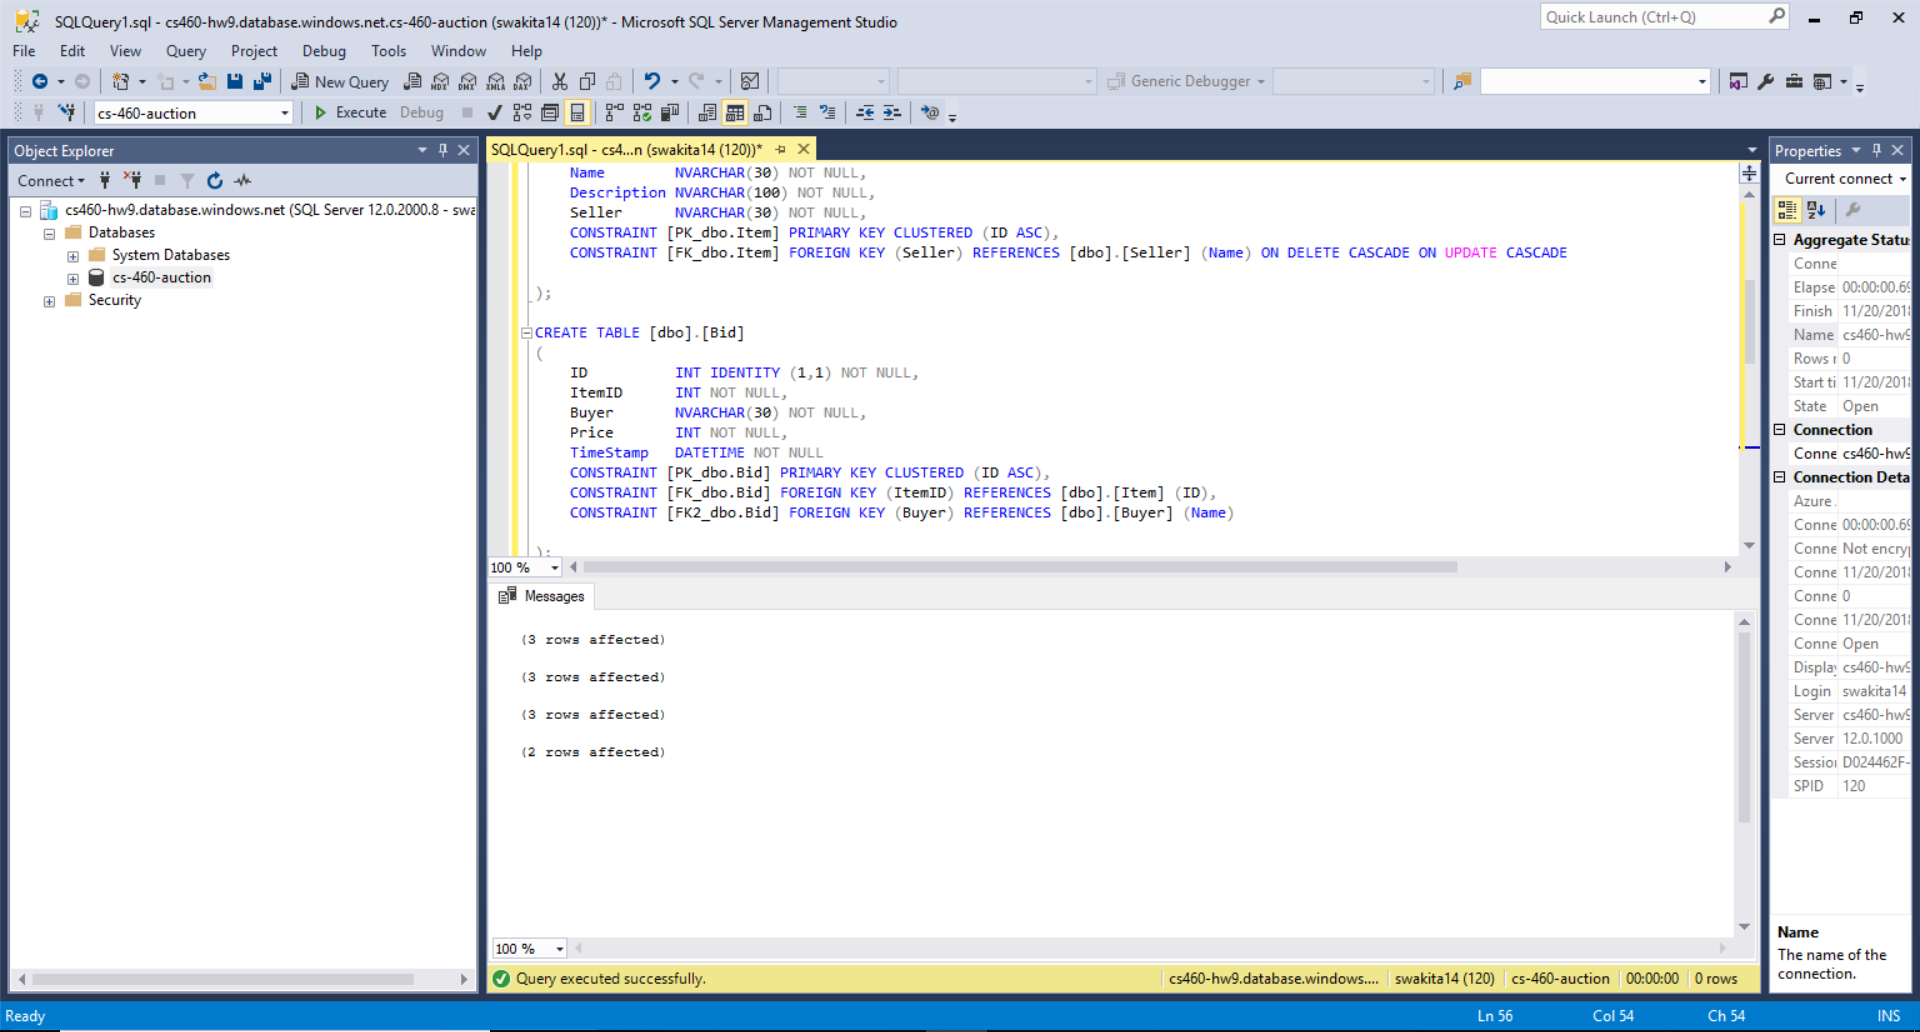 SQLQuery1.sql - cs460-hw9.database.windows.net.cs-460-auction (swakita14 (120))* - Microsoft SQL Server Management Studio
Quick Launch (Ctrl+Q)
File Edit View Query Project Debug Tools Window Help
New Query MDX DMX XMLA DAX Generic Debugger
cs-460-auction Execute Debug
Object Explorer
Connect
cs460-hw9.database.windows.net (SQL Server 12.0.2000.8 - swa
Databases
System Databases
cs-460-auction
Security
SQLQuery1.sql - cs4...n (swakita14 (120))*
Name NVARCHAR(30) NOT NULL,
Description NVARCHAR(100) NOT NULL,
Seller NVARCHAR(30) NOT NULL,
CONSTRAINT [PK_dbo.Item] PRIMARY KEY CLUSTERED (ID ASC),
CONSTRAINT [FK_dbo.Item] FOREIGN KEY (Seller) REFERENCES [dbo].[Seller] (Name) ON DELETE CASCADE ON UPDATE CASCADE
);
CREATE TABLE [dbo].[Bid]
(
ID INT IDENTITY (1,1) NOT NULL,
ItemID INT NOT NULL,
Buyer NVARCHAR(30) NOT NULL,
Price INT NOT NULL,
TimeStamp DATETIME NOT NULL
CONSTRAINT [PK_dbo.Bid] PRIMARY KEY CLUSTERED (ID ASC),
CONSTRAINT [FK_dbo.Bid] FOREIGN KEY (ItemID) REFERENCES [dbo].[Item] (ID),
CONSTRAINT [FK2_dbo.Bid] FOREIGN KEY (Buyer) REFERENCES [dbo].[Buyer] (Name)
);
100 %
Messages
(3 rows affected)
(3 rows affected)
(3 rows affected)
(2 rows affected)
100 %
Query executed successfully. cs460-hw9.database.windows.... swakita14 (120) cs-460-auction 00:00:00 0 rows
Properties
Current connect
Aggregate Statu
Conne
Elapse 00:00:00.69
Finish 11/20/2018
Name cs460-hw9
Rows r 0
Start ti 11/20/2018
State Open
Connection
Conne cs460-hw9
Connection Deta
Azure
Conne 00:00:00.69
Conne Not encry
Conne 11/20/2018
Conne 0
Conne 11/20/2018
Conne Open
Display cs460-hw9
Login swakita14
Server cs460-hw9
Server 12.0.1000
Session D024462F-
SPID 120
Name
The name of the
connection.
Ready Ln 56 Col 54 Ch 54 INS